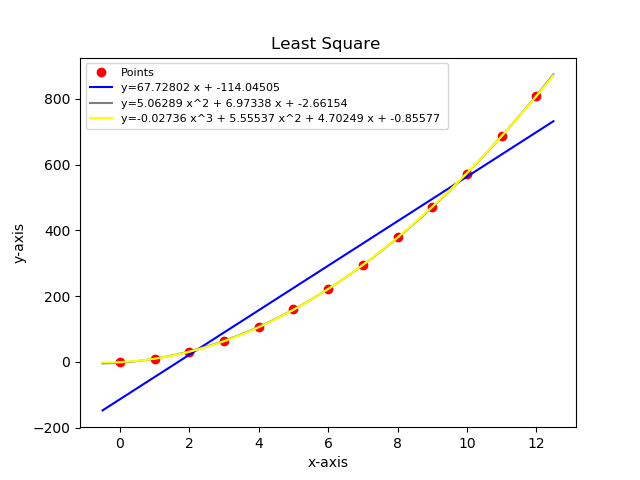 Least Square
Points
y=67.72802 x + -114.04505
y=5.06289 x^2 + 6.97338 x + -2.66154
y=-0.02736 x^3 + 5.55537 x^2 + 4.70249 x + -0.85577
y-axis
800
600
400
200
0
−200
0 2 4 6 8 10 12
x-axis